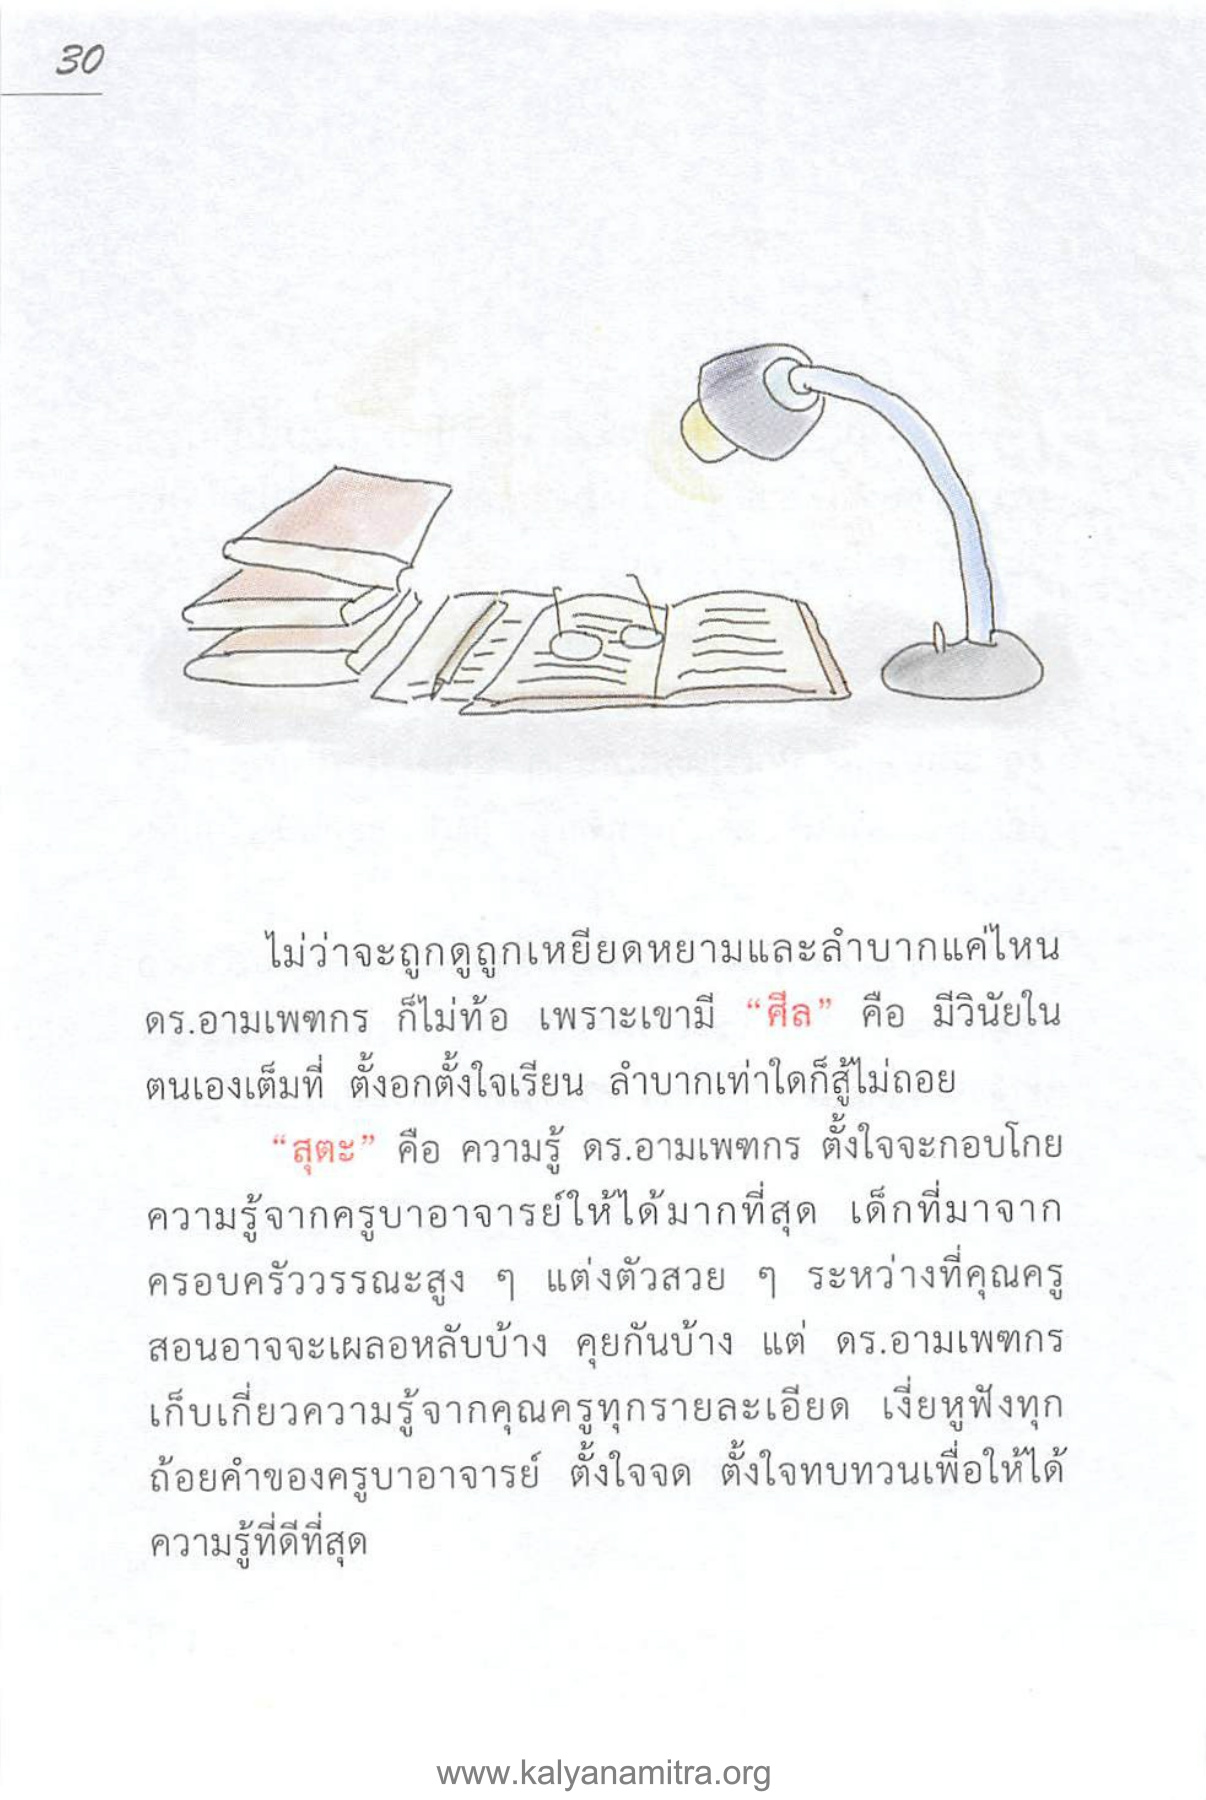 30
ไม่ว่าจะถูกดูถูกเหยียดหยามและลำบากแค่ไหน
ดร.อามเพฑกร ก็ไม่ท้อ เพราะเขามี “ศีล” คือ มีวินัยใน
ตนเองเต็มที่ ตั้งอกตั้งใจเรียน ลำบากเท่าใดก็สู้ไม่ถอย
“สุตะ” คือ ความรู้ ดร.อามเพฑกร ตั้งใจจะกอบโกย
ความรู้จากครูบาอาจารย์ให้ได้มากที่สุด เด็กที่มาจาก
ครอบครัววรรณะสูง ๆ แต่งตัวสวย ๆ ระหว่างที่คุณครู
สอนอาจจะเผลอหลับบ้าง คุยกันบ้าง แต่ ดร.อามเพฑกร
เก็บเกี่ยวความรู้จากคุณครูทุกรายละเอียด เงี่ยหูฟังทุก
ถ้อยคำของครูบาอาจารย์ ตั้งใจจด ตั้งใจทบทวนเพื่อให้ได้
ความรู้ที่ดีที่สุด
www.kalyanamitra.org